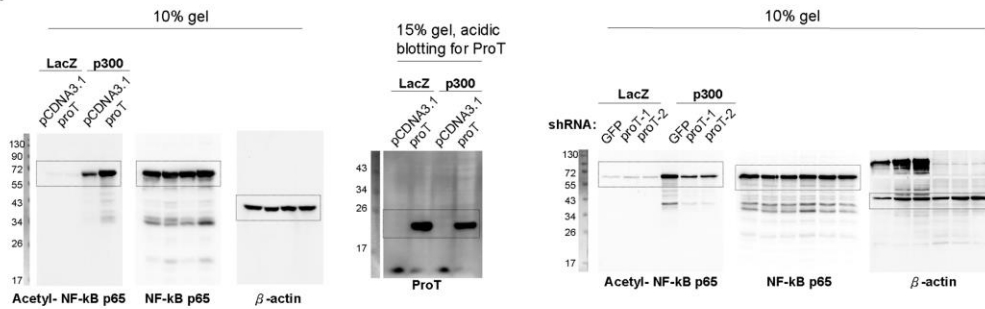 10% gel
LacZ p300
pCDNA3.1
proT
pCDNA3.1
proT
130
90
72
55
43
34
26
17
Acetyl- NF-kB p65
NF-kB p65
β-actin
15% gel, acidic
blotting for ProT
LacZ p300
pCDNA3.1
proT
pCDNA3.1
proT
43
26
17
ProT
10% gel
LacZ p300
shRNA:
GFP
proT-1
proT-2
GFP
proT-1
proT-2
130
72
55
43
34
26
17
Acetyl- NF-kB p65
NF-kB p65
β-actin